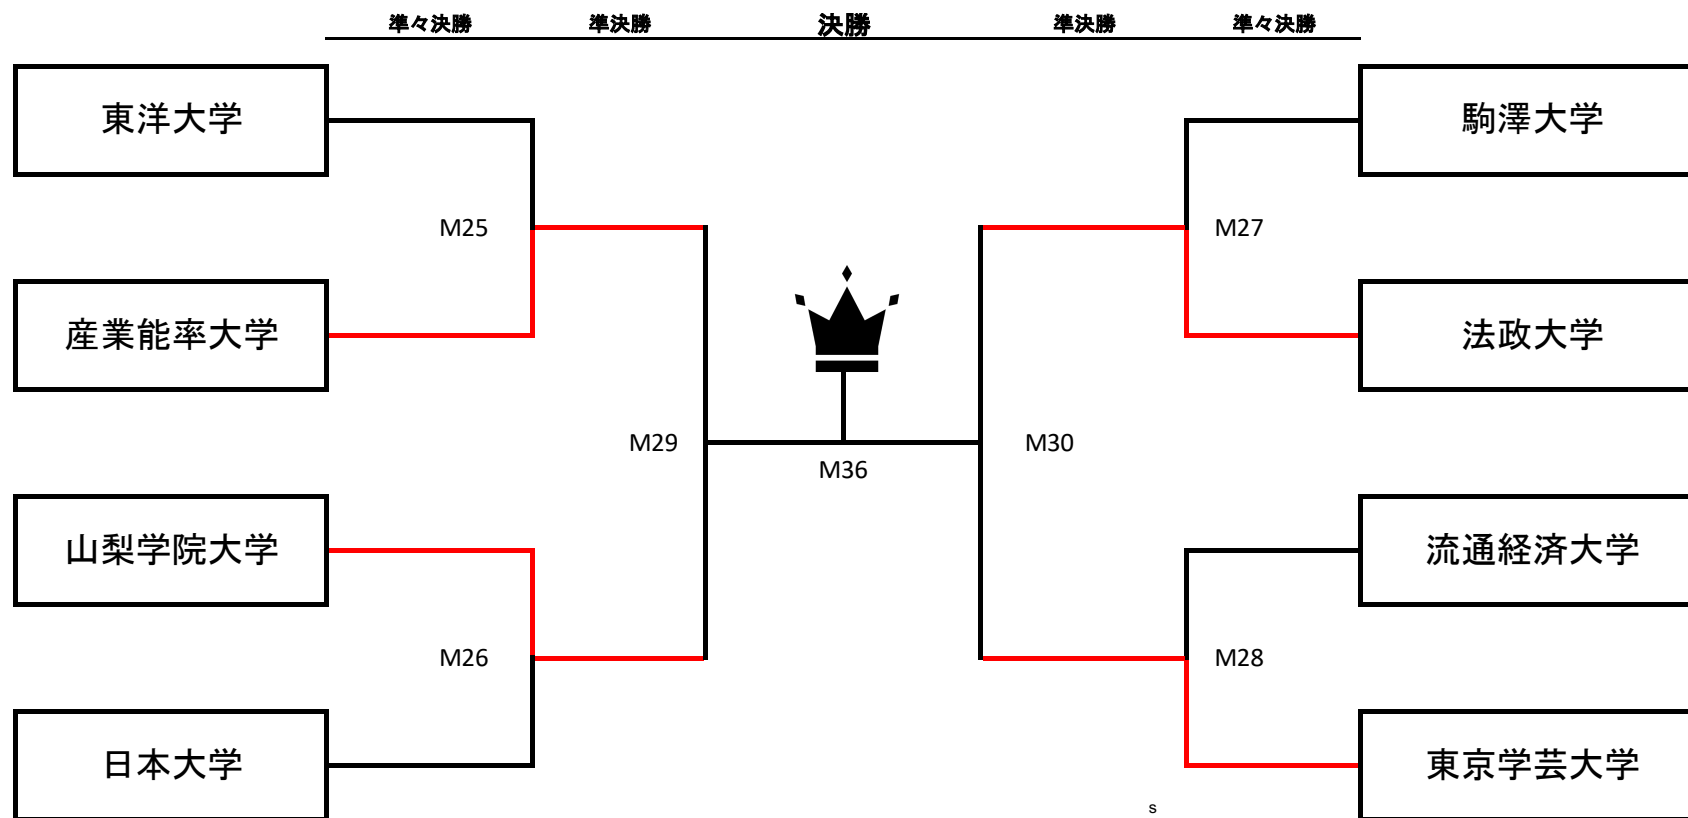 準々決勝 準決勝 決勝 準決勝 準々決勝
東洋大学 駒澤大学
M25 M27
産業能率大学 法政大学
M29 M30
M36
山梨学院大学 流通経済大学
M26 M28
日本大学 東京学芸大学
s